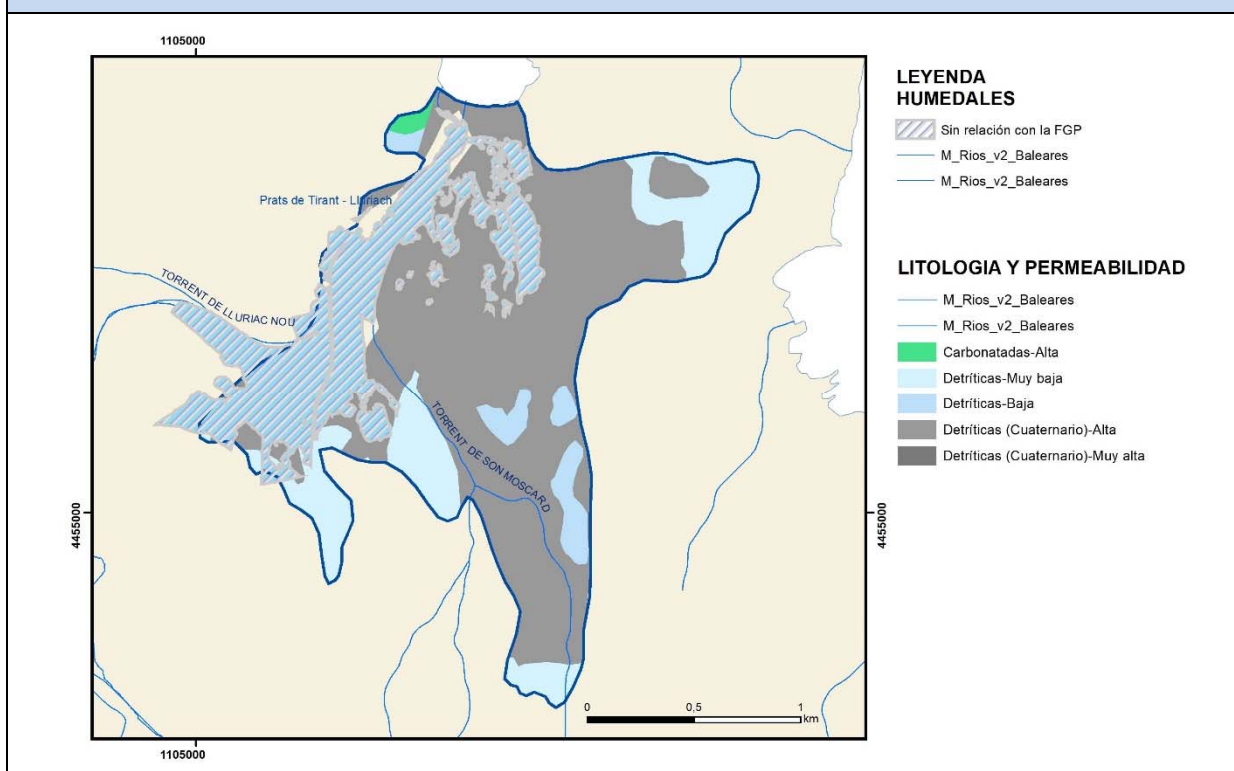 1105000
LEYENDA
HUMEDALES
Sin relación con la FGP
M_Rios_v2_Baleares
M_Rios_v2_Baleares
Prats de Tirant - Lluriach
TORRENT DE LLURIAC NOU
LITOLOGIA Y PERMEABILIDAD
M_Rios_v2_Baleares
M_Rios_v2_Baleares
Carbonatadas-Alta
Detríticas-Muy baja
Detríticas-Baja
Detríticas (Cuaternario)-Alta
Detríticas (Cuaternario)-Muy alta
TORRENT DE SON MOSCARD
4455000
4455000
0 0,5 1
km
1105000